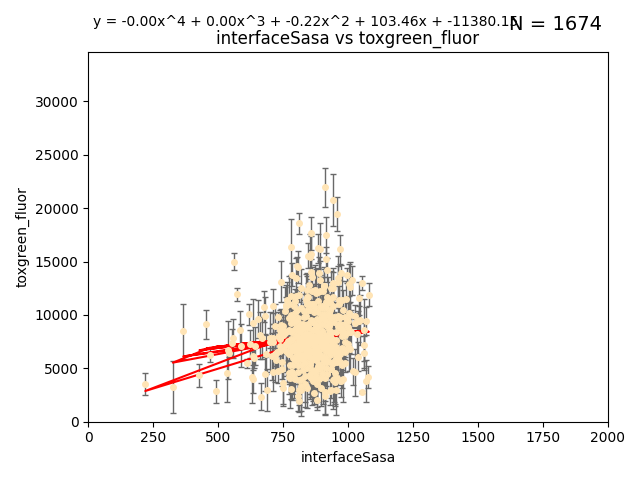 y = -0.00x^4 + 0.00x^3 + -0.22x^2 + 103.46x + -11380.15
N = 1674
interfaceSasa vs toxgreen_fluor
toxgreen_fluor
30000
25000
20000
15000
10000
5000
0
0 250 500 750 1000 1250 1500 1750 2000
interfaceSasa